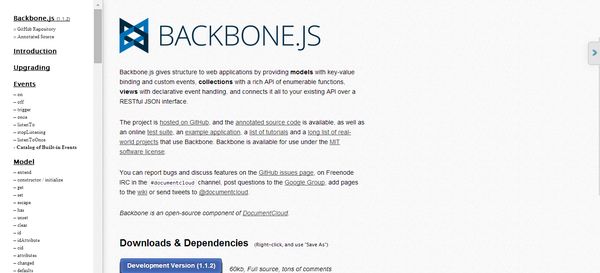 Backbone.js (1.1.2)
» GitHub Repository
» Annotated Source
Introduction
Upgrading
Events
– on
– off
– trigger
– once
– listenTo
– stopListening
– listenToOnce
– Catalog of Built-in Events
Model
– extend
– constructor / initialize
– get
– set
– escape
– has
– unset
– clear
– id
– idAttribute
– cid
– attributes
– changed
– defaults
BACKBONE.JS
Backbone.js gives structure to web applications by providing models with key-value
binding and custom events, collections with a rich API of enumerable functions,
views with declarative event handling, and connects it all to your existing API over a
RESTful JSON interface.
The project is hosted on GitHub, and the annotated source code is available, as well as
an online test suite, an example application, a list of tutorials and a long list of real-
world projects that use Backbone. Backbone is available for use under the MIT
software license.
You can report bugs and discuss features on the GitHub issues page, on Freenode
IRC in the #documentcloud channel, post questions to the Google Group, add pages
to the wiki or send tweets to @documentcloud.
Backbone is an open-source component of DocumentCloud.
Downloads & Dependencies (Right-click, and use "Save As")
Development Version (1.1.2) 60kb, Full source, tons of comments